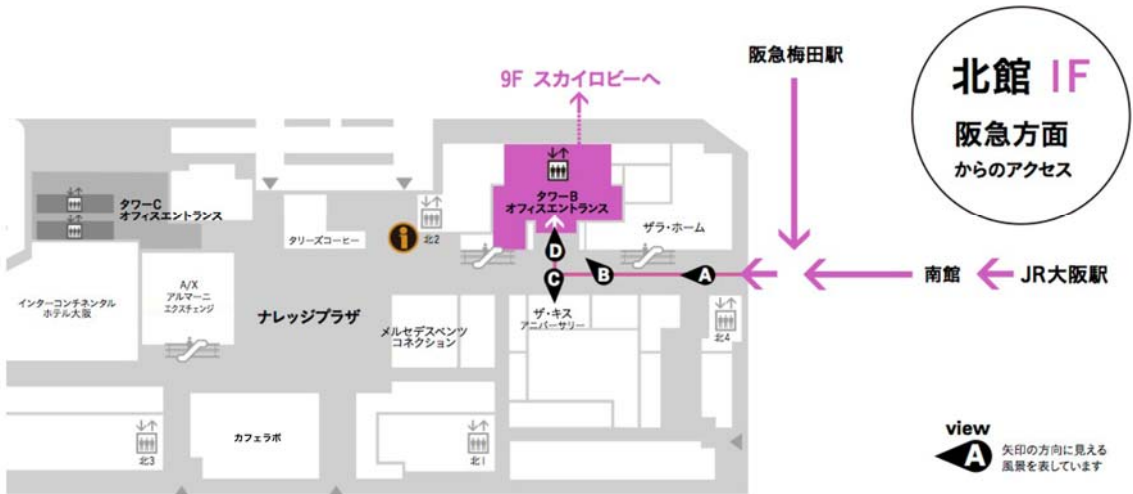 北館 1F
阪急方面
からのアクセス
阪急梅田駅
9F スカイロビーへ
タワーB
オフィスエントランス
タワーC
オフィスエントランス
ザラ・ホーム
タリーズコーヒー
i
北2
D
B
A
C
南館
JR大阪駅
インターコンチネンタル
ホテル大阪
A/X
アルマーニ
エクスチェンジ
ナレッジプラザ
メルセデスベンツ
コネクション
ザ・キス
アニバーサリー
北4
カフェラボ
北3
北1
view
A
矢印の方向に見える
風景を表しています